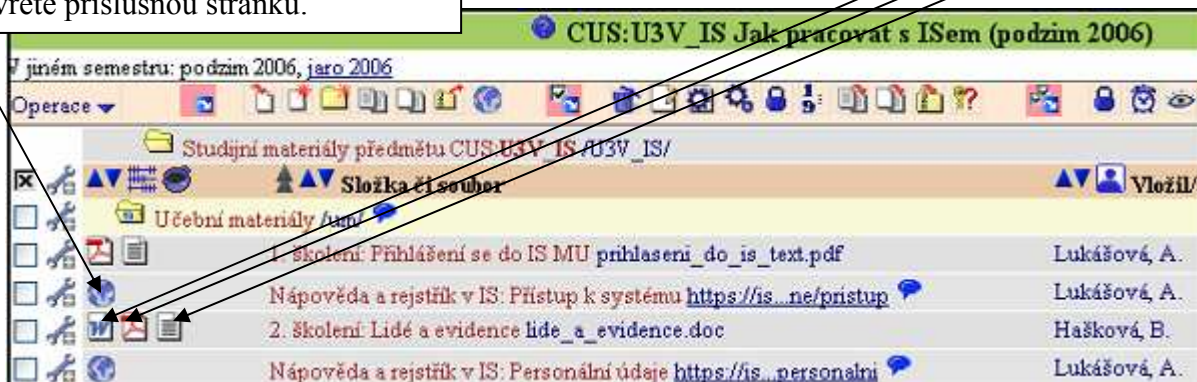 vřete příslušnou stránku.
CUS:U3V_IS Jak pracovat s ISem (podzim 2006)
jiném semestru: podzim 2006, jaro 2006
Operace
Studijní materiály předmětu CUS:U3V_IS /U3V_IS/
Složka či soubor Vložil/
Učební materiály /um/
1. školení: Přihlášení se do IS MU prihlaseni_do_is_text.pdf Lukášová, A.
Nápověda a rejstřík v IS: Přístup k systému https://is...ne/pristup Lukášová, A.
2. školení: Lidé a evidence lide_a_evidence.doc Hašková, B.
Nápověda a rejstřík v IS: Personální údaje https://is...personalni Lukášová, A.